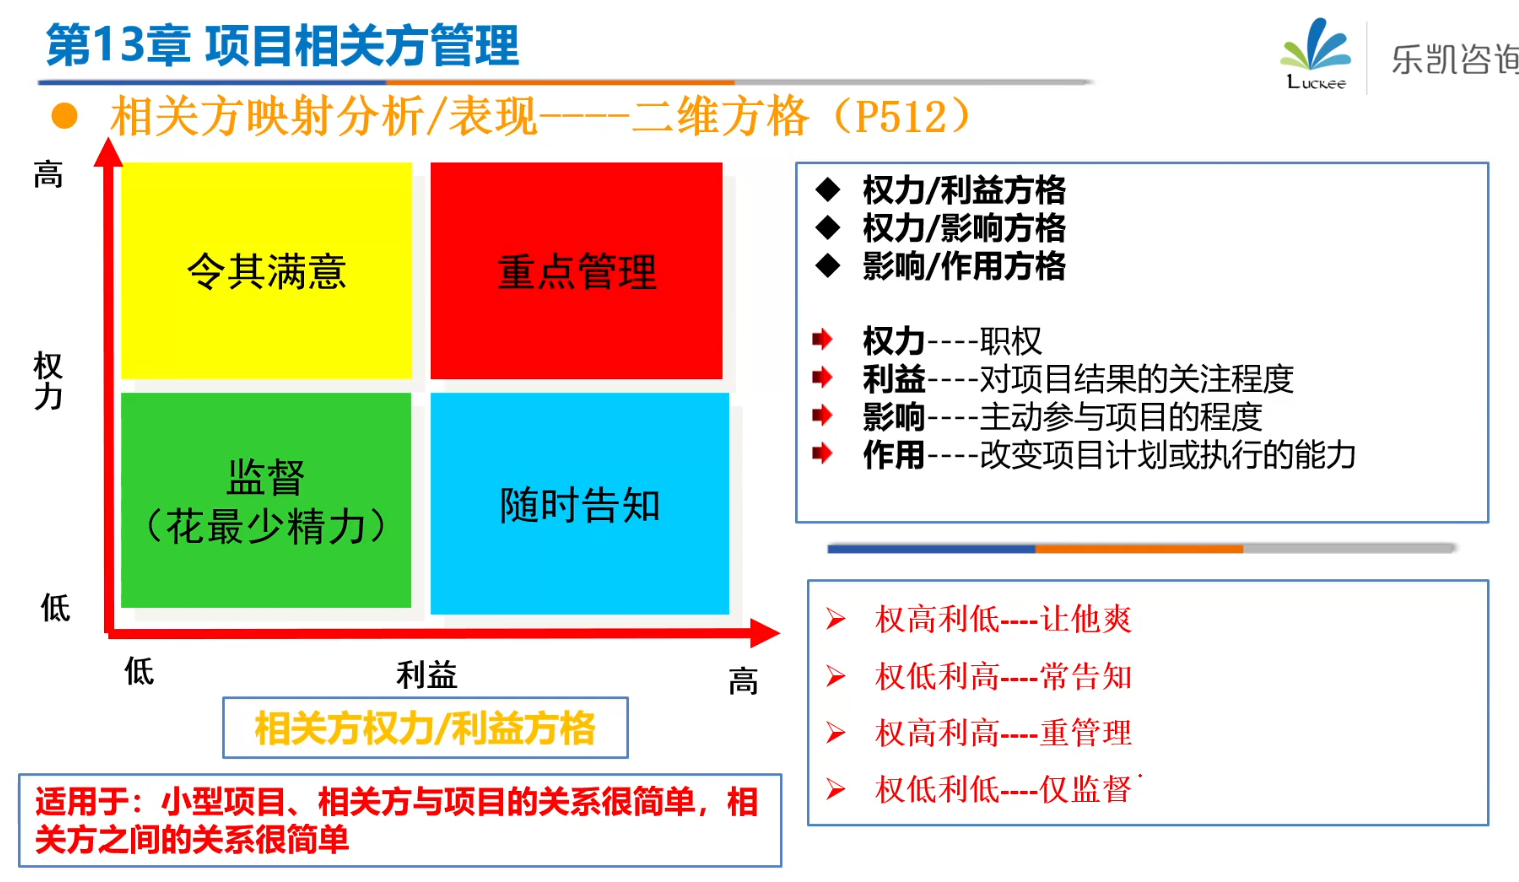 第13章 项目相关方管理
Luckee
乐凯咨询
相关方映射分析/表现----二维方格（P512）
高
权力
低
令其满意
重点管理
监督
（花最少精力）
随时告知
低
利益
高
相关方权力/利益方格
适用于：小型项目、相关方与项目的关系很简单，相
关方之间的关系很简单
权力/利益方格
权力/影响方格
影响/作用方格
权力----职权
利益----对项目结果的关注程度
影响----主动参与项目的程度
作用----改变项目计划或执行的能力
权高利低----让他爽
权低利高----常告知
权高利高----重管理
权低利低----仅监督